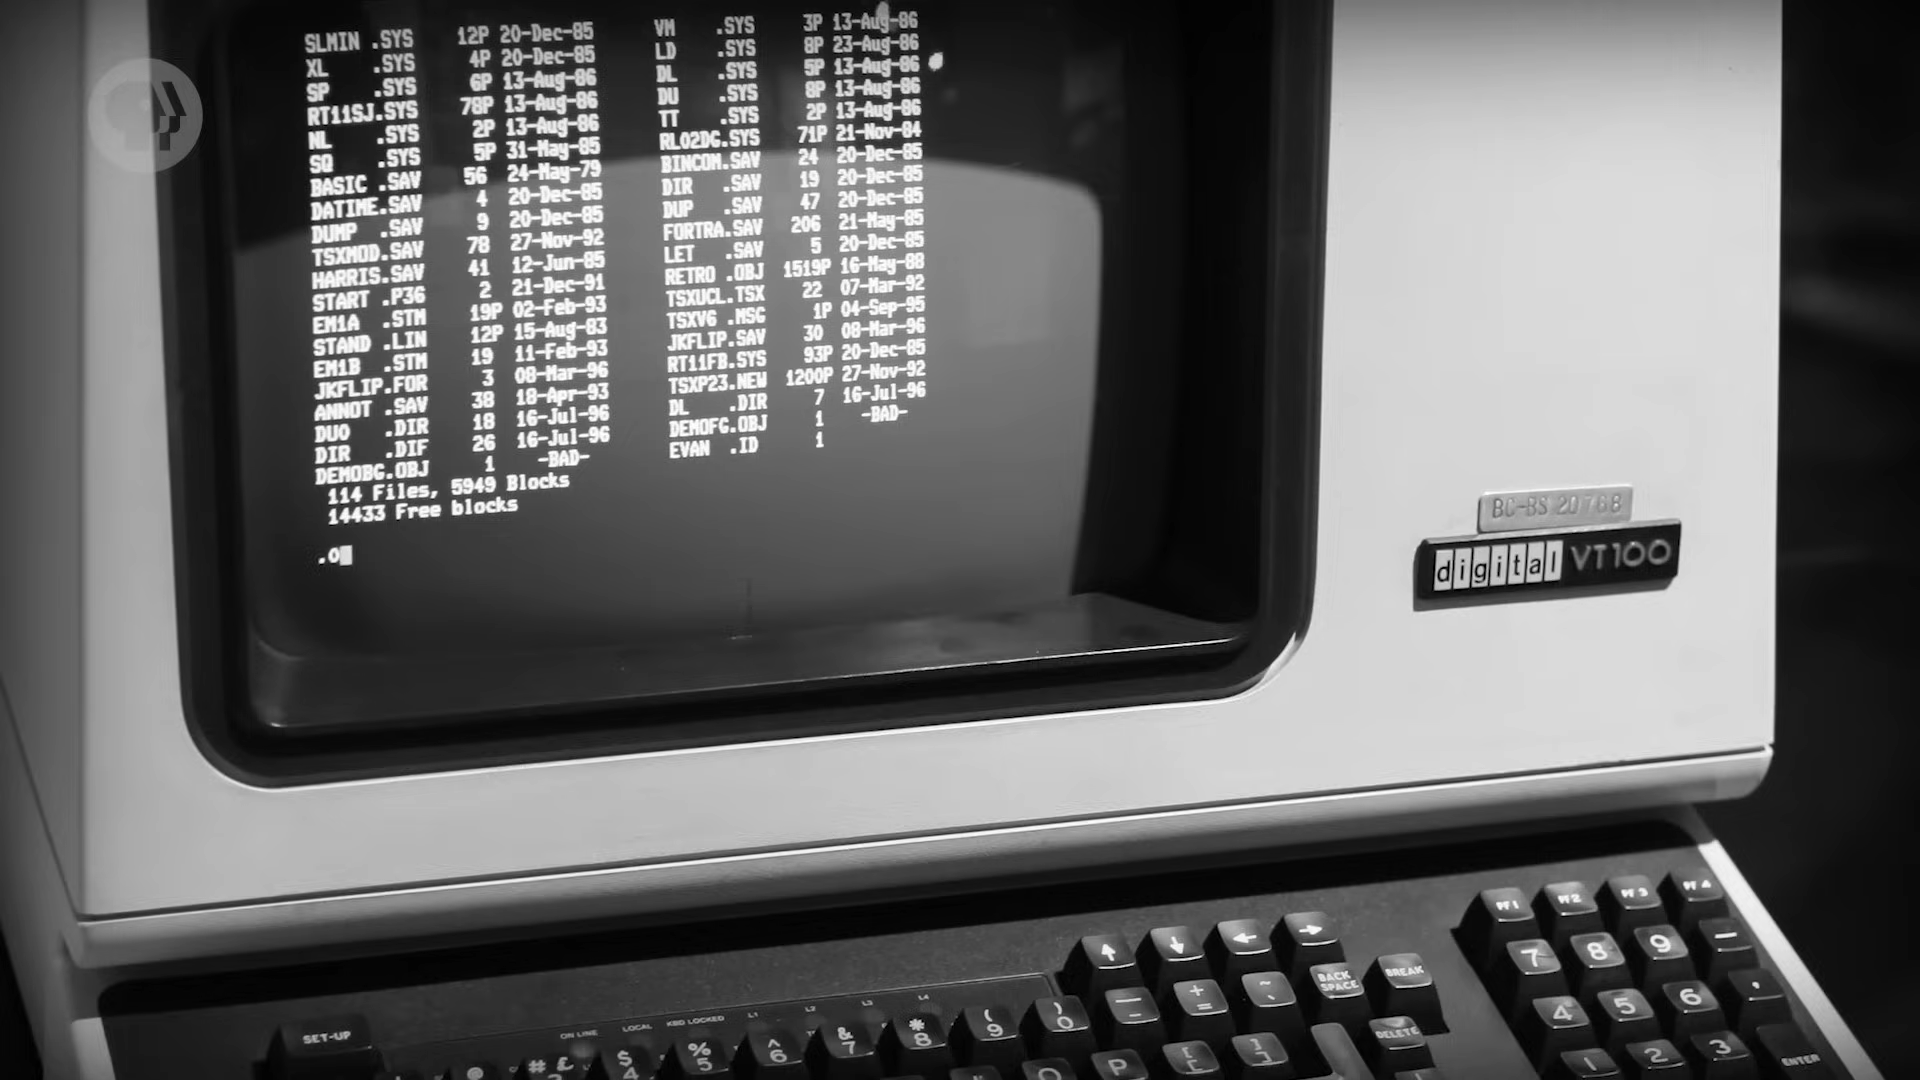 SLMIN .SYS 12P 20-Dec-85 VM .SYS 3P 13-Aug-86
XL .SYS 4P 20-Dec-85 LD .SYS 8P 23-Aug-86
SP .SYS 6P 13-Aug-86 DL .SYS 5P 13-Aug-86
RT11SJ.SYS 78P 13-Aug-86 DU .SYS 8P 13-Aug-86
NL .SYS 2P 13-Aug-86 TT .SYS 2P 13-Aug-86
SQ .SYS 5P 31-May-85 RL02DG.SYS 71P 21-Nov-84
BASIC .SAV 56 24-May-79 BINCOM.SAV 24 20-Dec-85
DATIME.SAV 4 20-Dec-85 DIR .SAV 19 20-Dec-85
DUMP .SAV 9 20-Dec-85 DUP .SAV 47 20-Dec-85
TSXMOD.SAV 78 27-Nov-92 FORTRA.SAV 206 21-May-85
HARRIS.SAV 41 12-Jun-85 LET .SAV 5 20-Dec-85
START .P36 2 21-Dec-91 RETRO .OBJ 1519P 16-May-88
EM1A .STM 19P 02-Feb-93 TSXUCL.TSX 22 07-Mar-92
STAND .LIN 12P 15-Aug-83 TSXV6 .MSG 1P 04-Sep-95
EM1B .STM 19 11-Feb-93 JKFLIP.SAV 30 08-Mar-96
JKFLIP.FOR 3 08-Mar-96 RT11FB.SYS 93P 20-Dec-85
ANNOT .SAV 38 18-Apr-93 TSXP23.NEW 1200P 27-Nov-92
DUO .DIR 18 16-Jul-96 DL .DIR 7 16-Jul-96
DIR .DIF 26 16-Jul-96 DEMOFG.OBJ 1 -BAD-
DEMOBG.OBJ 1 -BAD- EVAN .ID 1
114 Files, 5949 Blocks
14433 Free blocks
.O
BC-BS 20768
digital VT100
PF1 PF2 PF3 PF4
↑ ↓ ← →
7 8 9 -
BACK SPACE BREAK
SET-UP ON LINE LOCAL KBD LOCKED L1 L2 L3 L4
# £ $ 4 % 5 ^ 6 & 7 * 8 ( 9 ) 0 _ - + = ~ `
4 5 6 ,
O P [ ] DELETE
1 2 3 ENTER